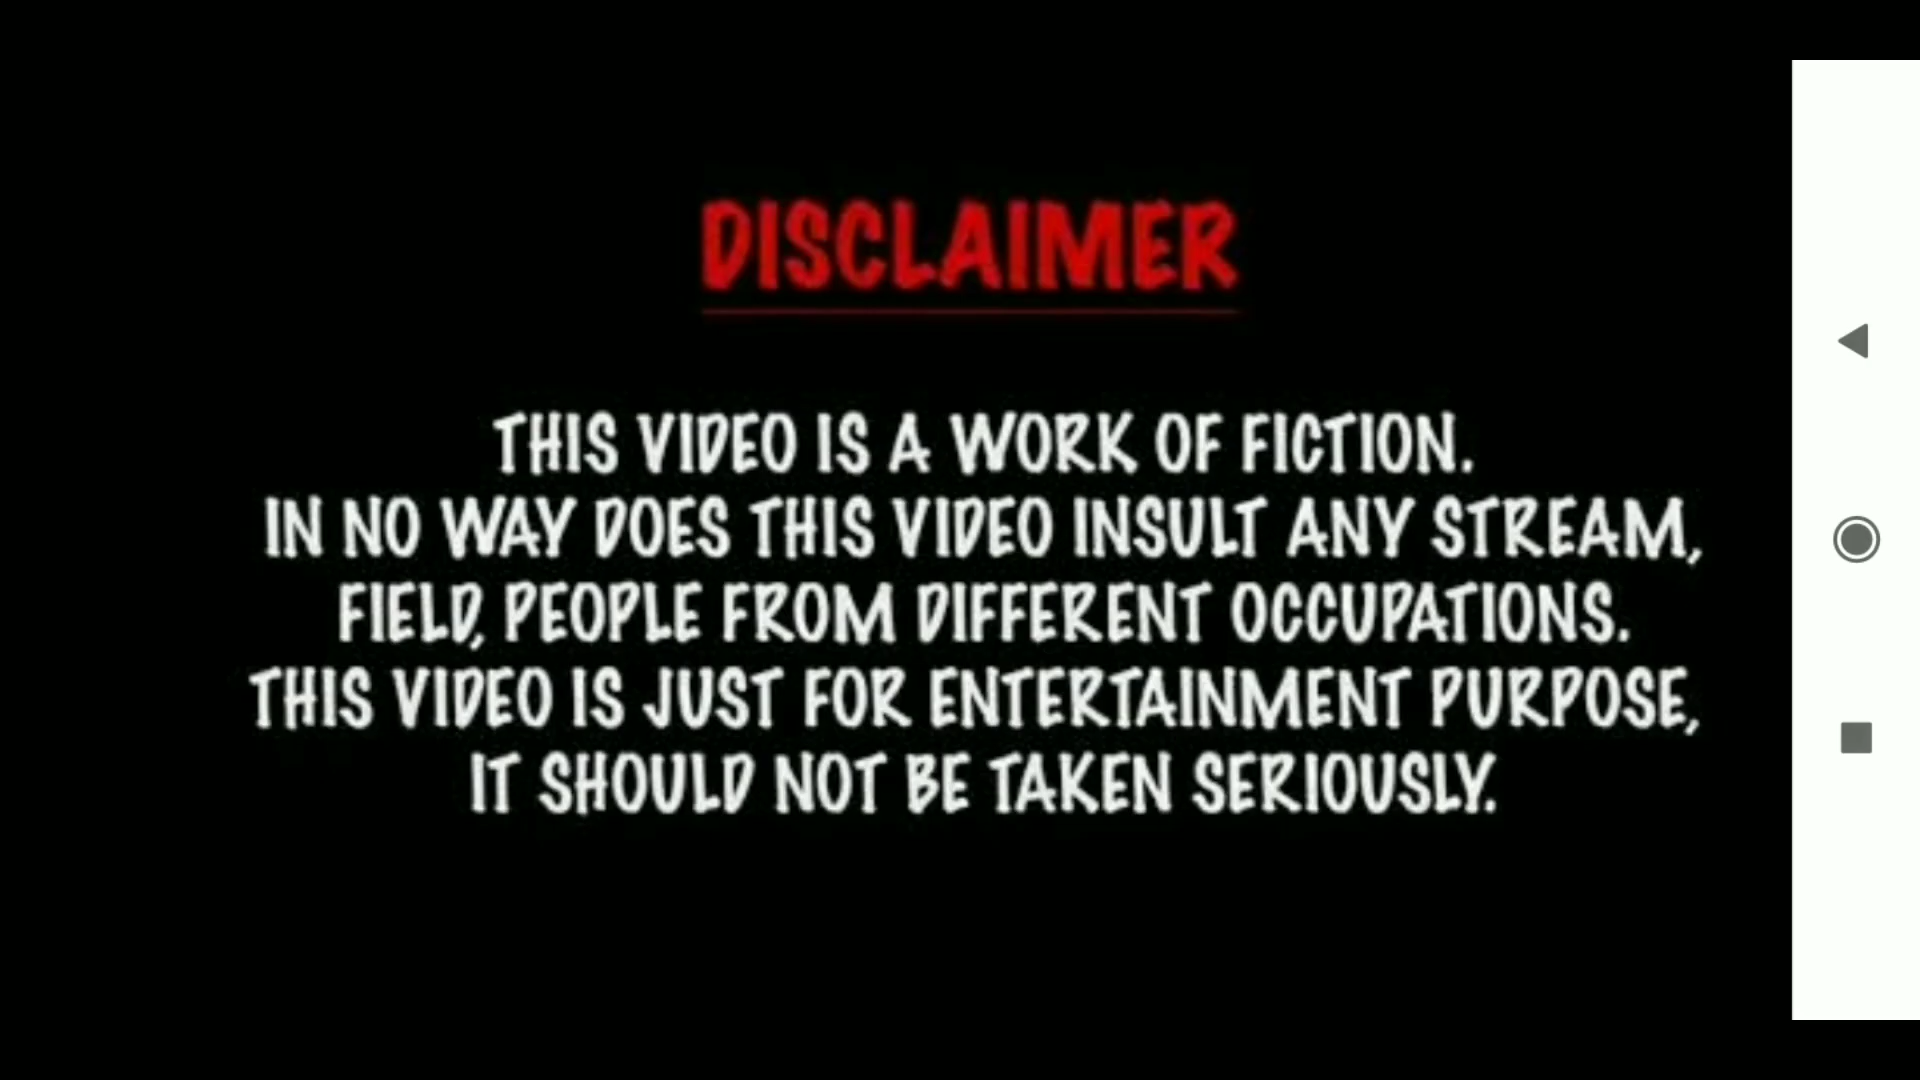 DISCLAIMER
THIS VIDEO IS A WORK OF FICTION.
IN NO WAY DOES THIS VIDEO INSULT ANY STREAM,
FIELD, PEOPLE FROM DIFFERENT OCCUPATIONS.
THIS VIDEO IS JUST FOR ENTERTAINMENT PURPOSE,
IT SHOULD NOT BE TAKEN SERIOUSLY.